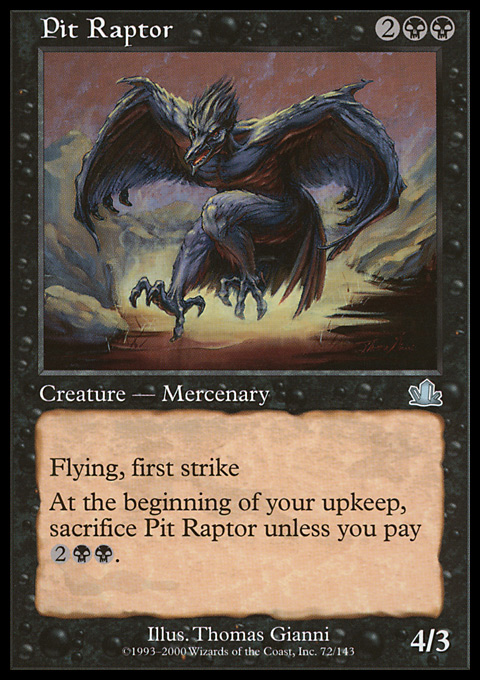 Pit Raptor 2
Creature — Mercenary
Flying, first strike
At the beginning of your upkeep,
sacrifice Pit Raptor unless you pay
2.
Illus. Thomas Gianni
©1993–2000 Wizards of the Coast, Inc. 72/143
4/3